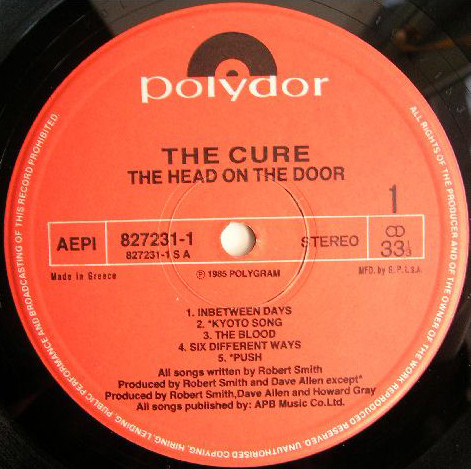 polydor
THE CURE
THE HEAD ON THE DOOR
1
AEPI
827231-1
827231-1 S A
STEREO
33⅓
Made in Greece
℗ 1985 POLYGRAM
MFD. by G.P.I.s.a.
1. INBETWEEN DAYS
2. *KYOTO SONG
3. THE BLOOD
4. SIX DIFFERENT WAYS
5. *PUSH
All songs written by Robert Smith
Produced by Robert Smith and Dave Allen except*
Produced by Robert Smith,Dave Allen and Howard Gray
All songs published by: APB Music Co.Ltd.
ALL RIGHTS OF THE PRODUCER AND OF THE OWNER OF THE WORK REPRODUCED RESERVED. UNAUTHORISED COPYING, HIRING, LENDING, PUBLIC PERFORMANCE AND BROADCASTING OF THIS RECORD PROHIBITED.